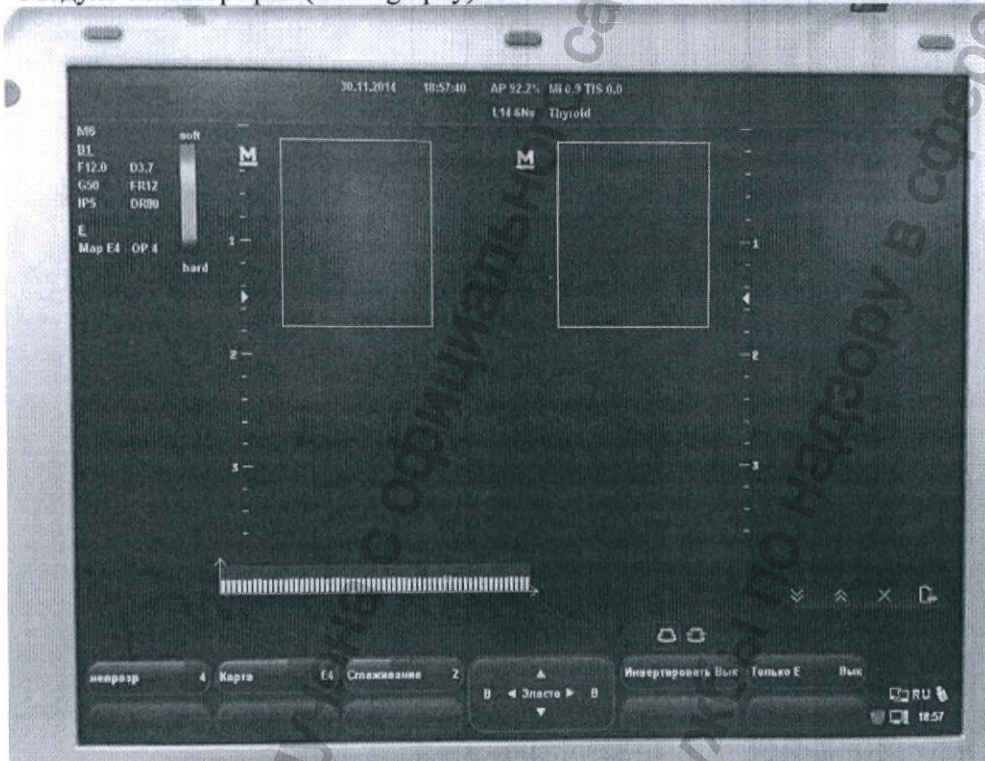 30.11.2014 18:57:40 AP 92.2% MI 0.9 TIS 0.0
L14-6Ns Thyroid
M6
B1
F12.0 D3.7
G50 FR12
IP5 DR80
E
Map E4 OP 4
soft
hard
M
M
1
2
3
1
2
3
непрозр 4
Карта E4
Сглаживание 2
B Эласто B
Инвертировать Вык
Только E Вык
RU
18:57